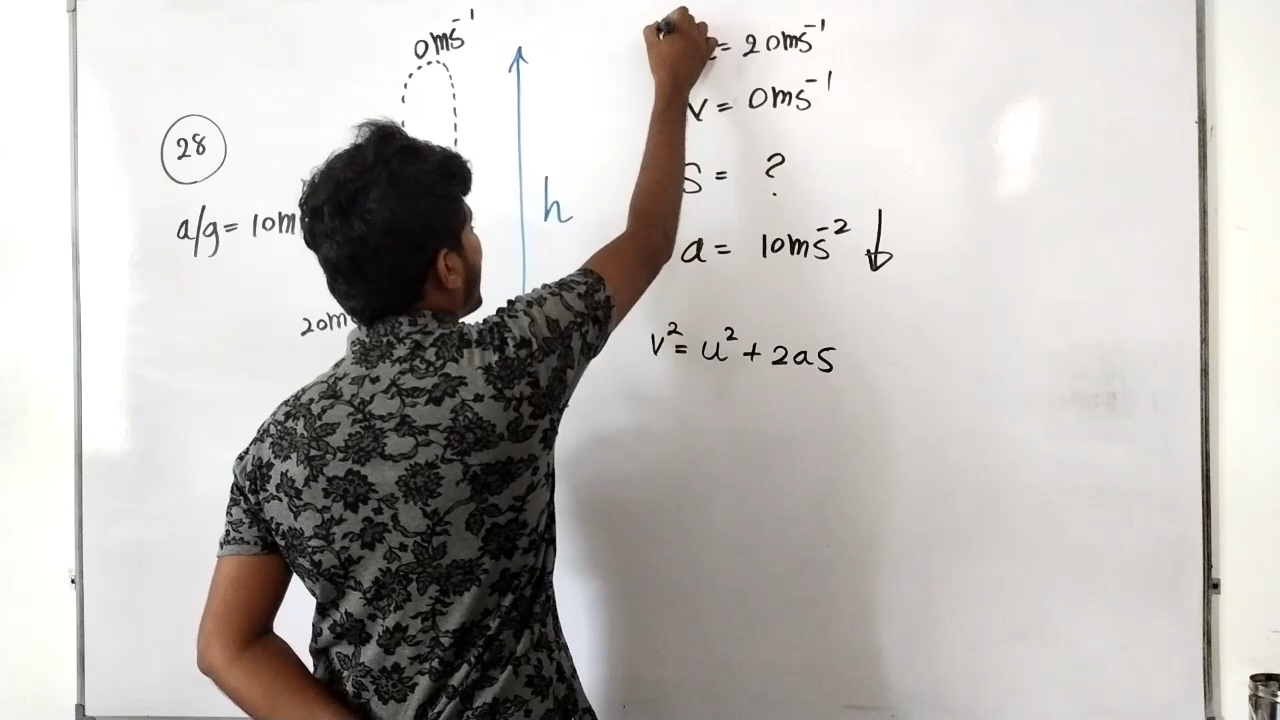 0ms⁻¹
28
a/g = 10m
20m
h
= 20ms⁻¹
v = 0ms⁻¹
S = ?
a = 10ms⁻² ↓
v² = u² + 2as